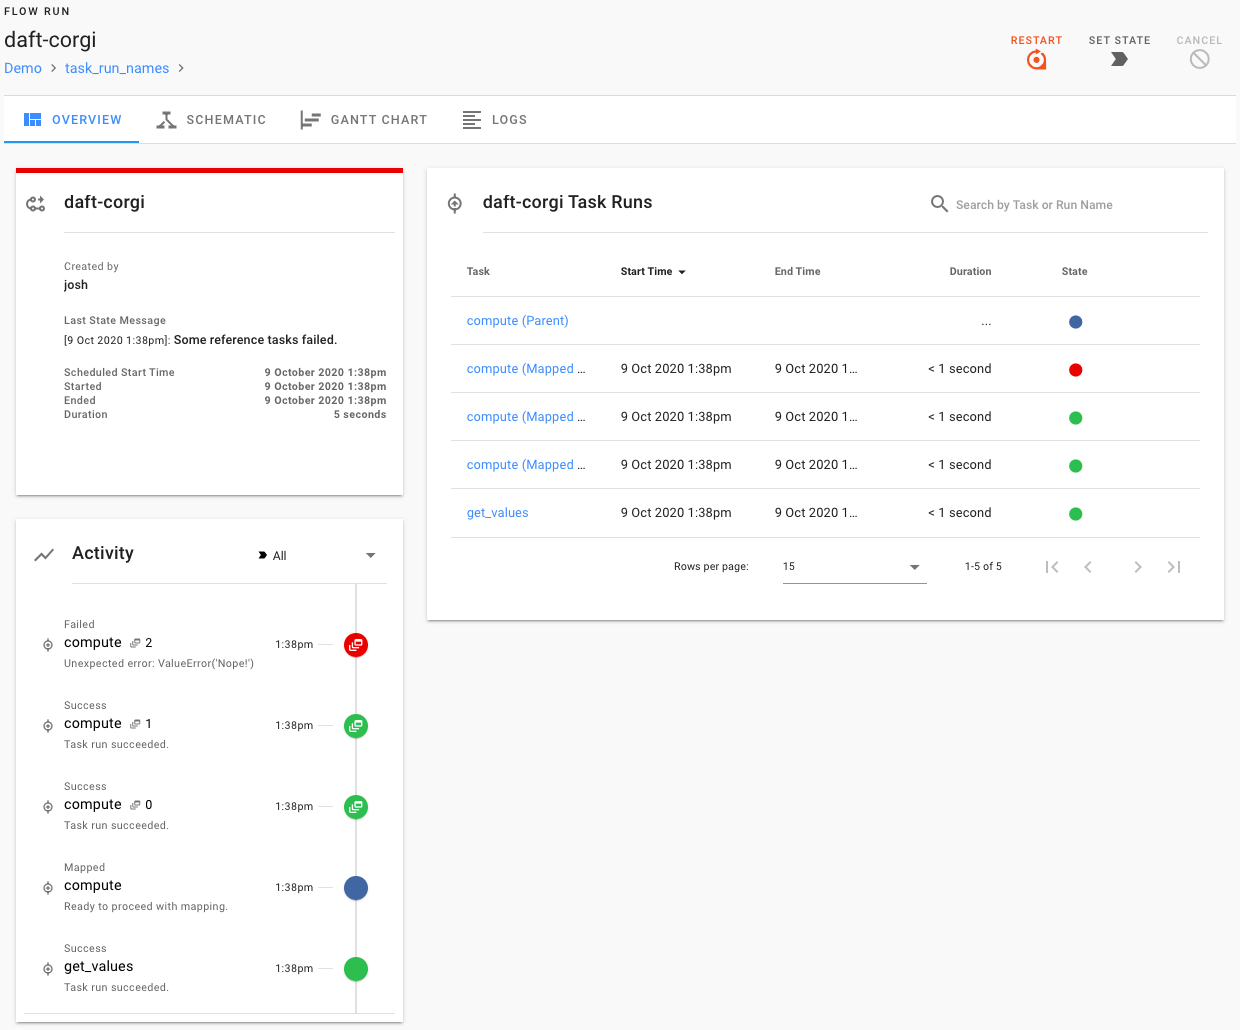 FLOW RUN
daft-corgi
Demo > task_run_names >
RESTART SET STATE CANCEL
OVERVIEW SCHEMATIC GANTT CHART LOGS
daft-corgi
Created by
josh
Last State Message
[9 Oct 2020 1:38pm]: Some reference tasks failed.
Scheduled Start Time 9 October 2020 1:38pm
Started 9 October 2020 1:38pm
Ended 9 October 2020 1:38pm
Duration 5 seconds
Activity All
Failed
compute 2 1:38pm
Unexpected error: ValueError('Nope!')
Success
compute 1 1:38pm
Task run succeeded.
Success
compute 0 1:38pm
Task run succeeded.
Mapped
compute 1:38pm
Ready to proceed with mapping.
Success
get_values 1:38pm
Task run succeeded.
daft-corgi Task Runs Search by Task or Run Name
Task Start Time End Time Duration State
compute (Parent) ...
compute (Mapped ... 9 Oct 2020 1:38pm 9 Oct 2020 1... < 1 second
compute (Mapped ... 9 Oct 2020 1:38pm 9 Oct 2020 1... < 1 second
compute (Mapped ... 9 Oct 2020 1:38pm 9 Oct 2020 1... < 1 second
get_values 9 Oct 2020 1:38pm 9 Oct 2020 1... < 1 second
Rows per page: 15 1-5 of 5